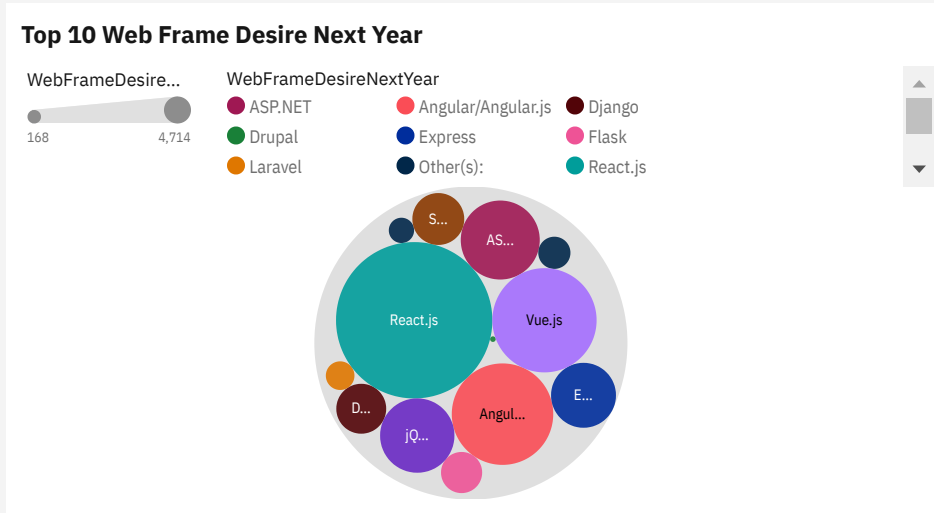 Top 10 Web Frame Desire Next Year
WebFrameDesire...
168
4,714
WebFrameDesireNextYear
ASP.NET
Angular/Angular.js
Django
Drupal
Express
Flask
Laravel
Other(s):
React.js
S...
AS...
React.js
Vue.js
E...
D...
Angul...
jQ...